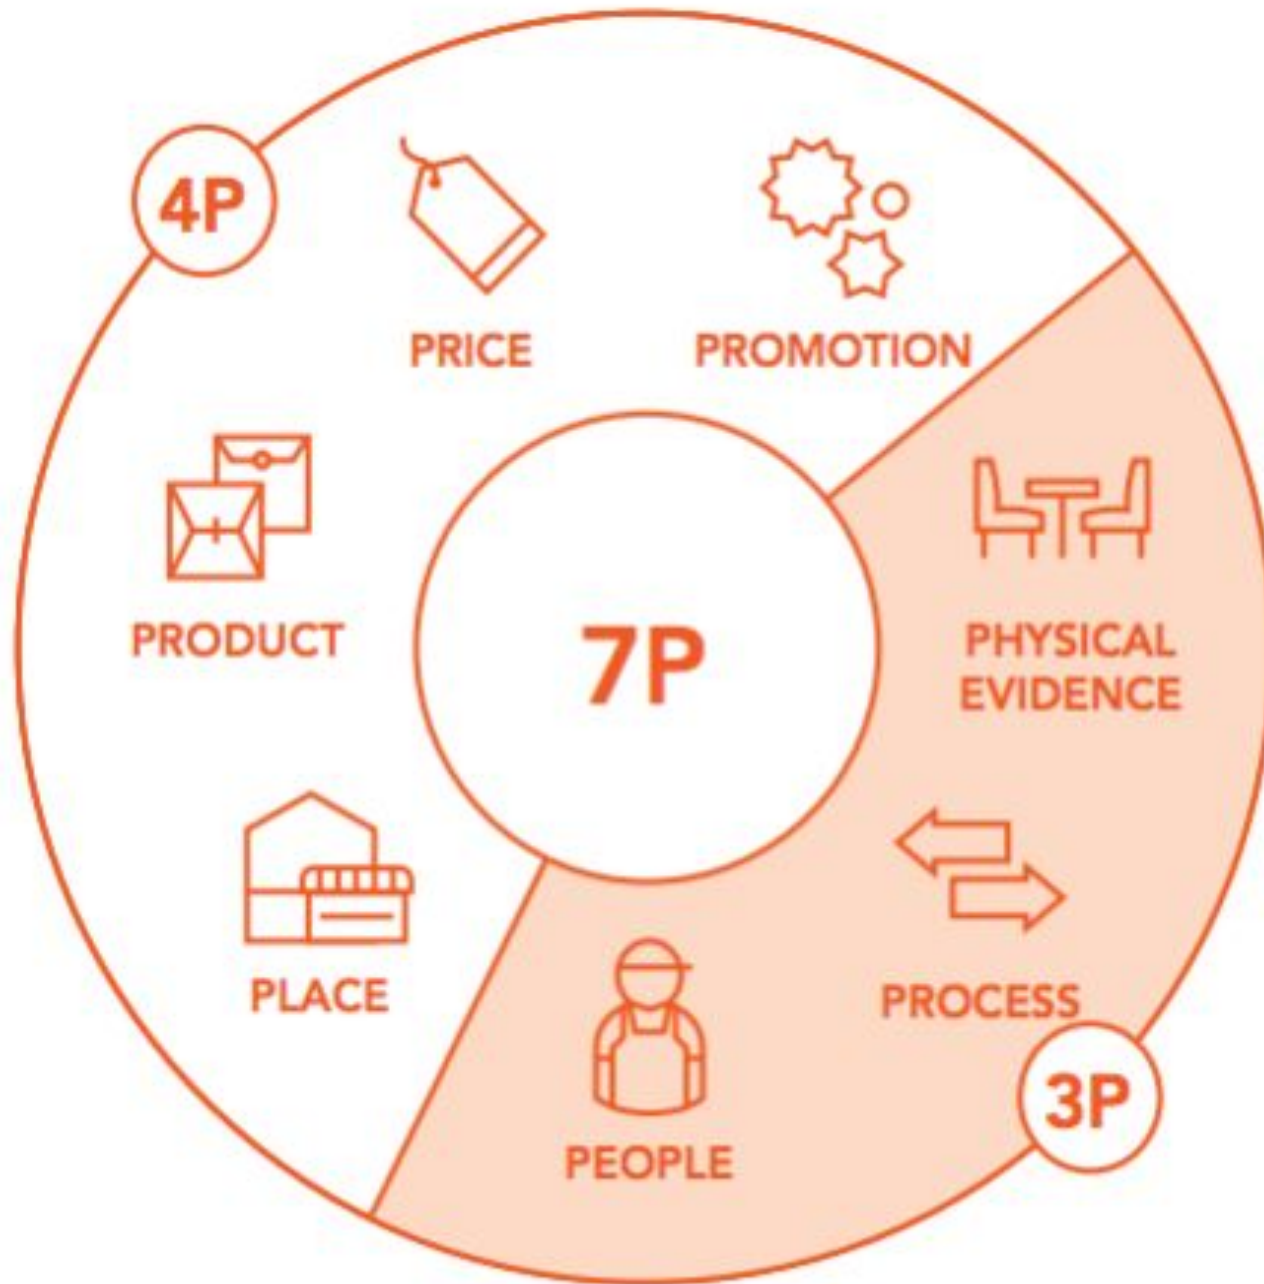 4P
PRICE
PROMOTION
PRODUCT
7P
PHYSICAL
EVIDENCE
PLACE
PROCESS
3P
PEOPLE